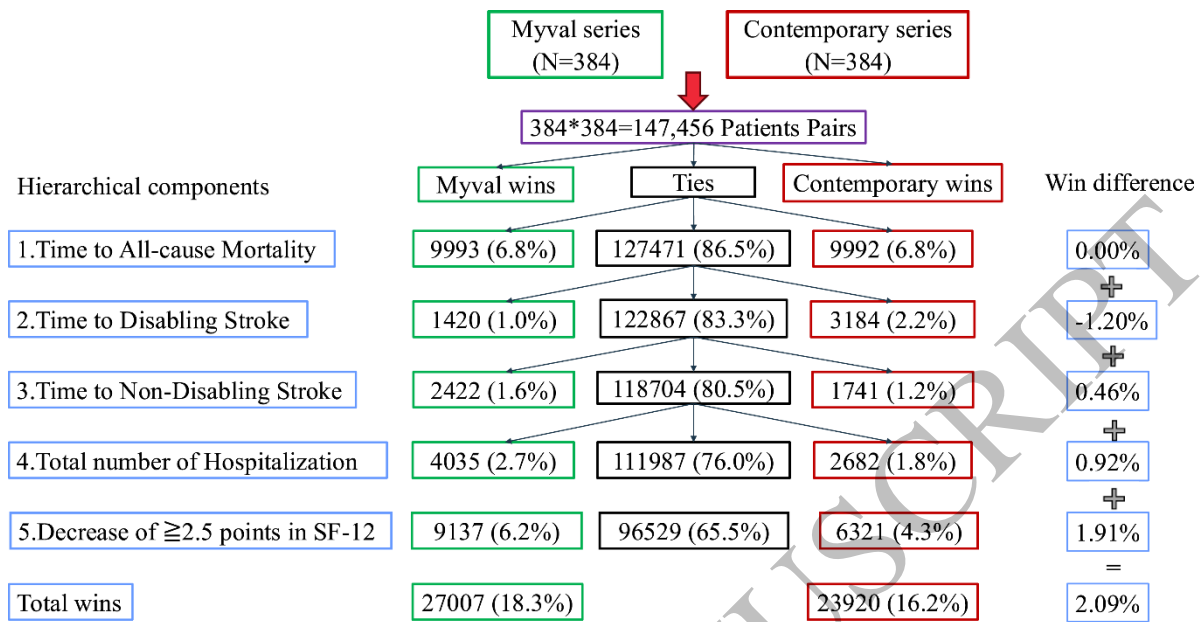 Myval series
(N=384)
Contemporary series
(N=384)
384*384=147,456 Patients Pairs
Hierarchical components
Myval wins
Ties
Contemporary wins
Win difference
1.Time to All-cause Mortality
9993 (6.8%)
127471 (86.5%)
9992 (6.8%)
0.00%
+
2.Time to Disabling Stroke
1420 (1.0%)
122867 (83.3%)
3184 (2.2%)
-1.20%
+
3.Time to Non-Disabling Stroke
2422 (1.6%)
118704 (80.5%)
1741 (1.2%)
0.46%
+
4.Total number of Hospitalization
4035 (2.7%)
111987 (76.0%)
2682 (1.8%)
0.92%
+
5.Decrease of ≧2.5 points in SF-12
9137 (6.2%)
96529 (65.5%)
6321 (4.3%)
1.91%
=
Total wins
27007 (18.3%)
23920 (16.2%)
2.09%
USCRIPT